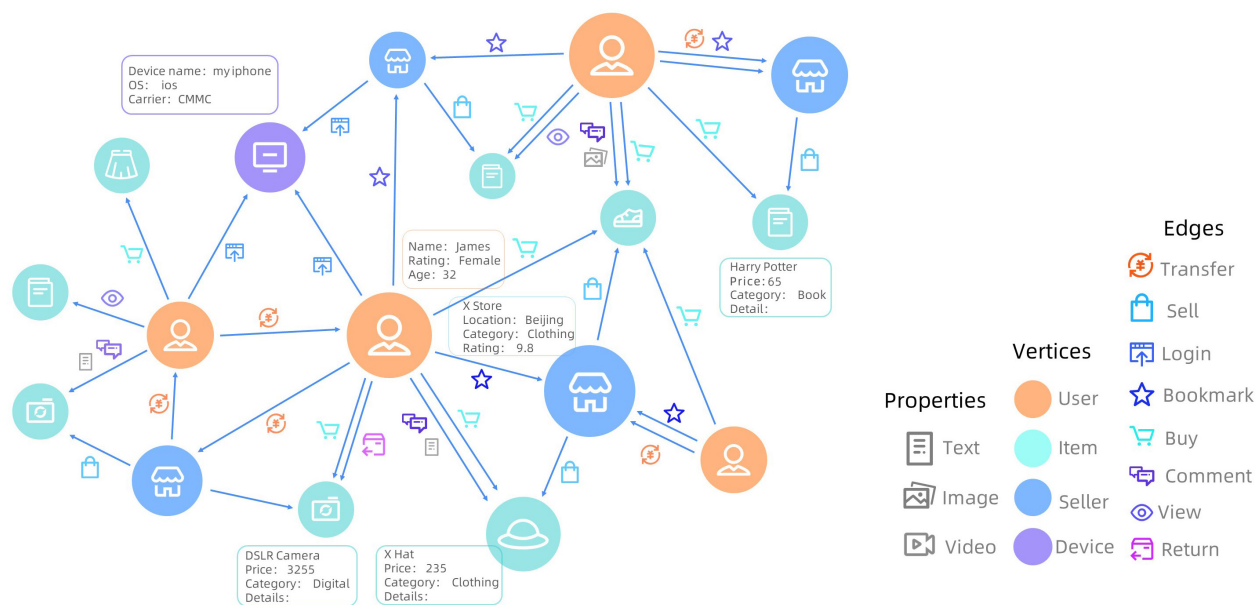 Device name: my iphone
OS: ios
Carrier: CMMC
Name: James
Rating: Female
Age: 32
X Store
Location: Beijing
Category: Clothing
Rating: 9.8
Harry Potter
Price: 65
Category: Book
Detail:
DSLR Camera
Price: 3255
Category: Digital
Details:
X Hat
Price: 235
Category: Clothing
Details:
Properties
Text
Image
Video
Vertices
User
Item
Seller
Device
Edges
Transfer
Sell
Login
Bookmark
Buy
Comment
View
Return